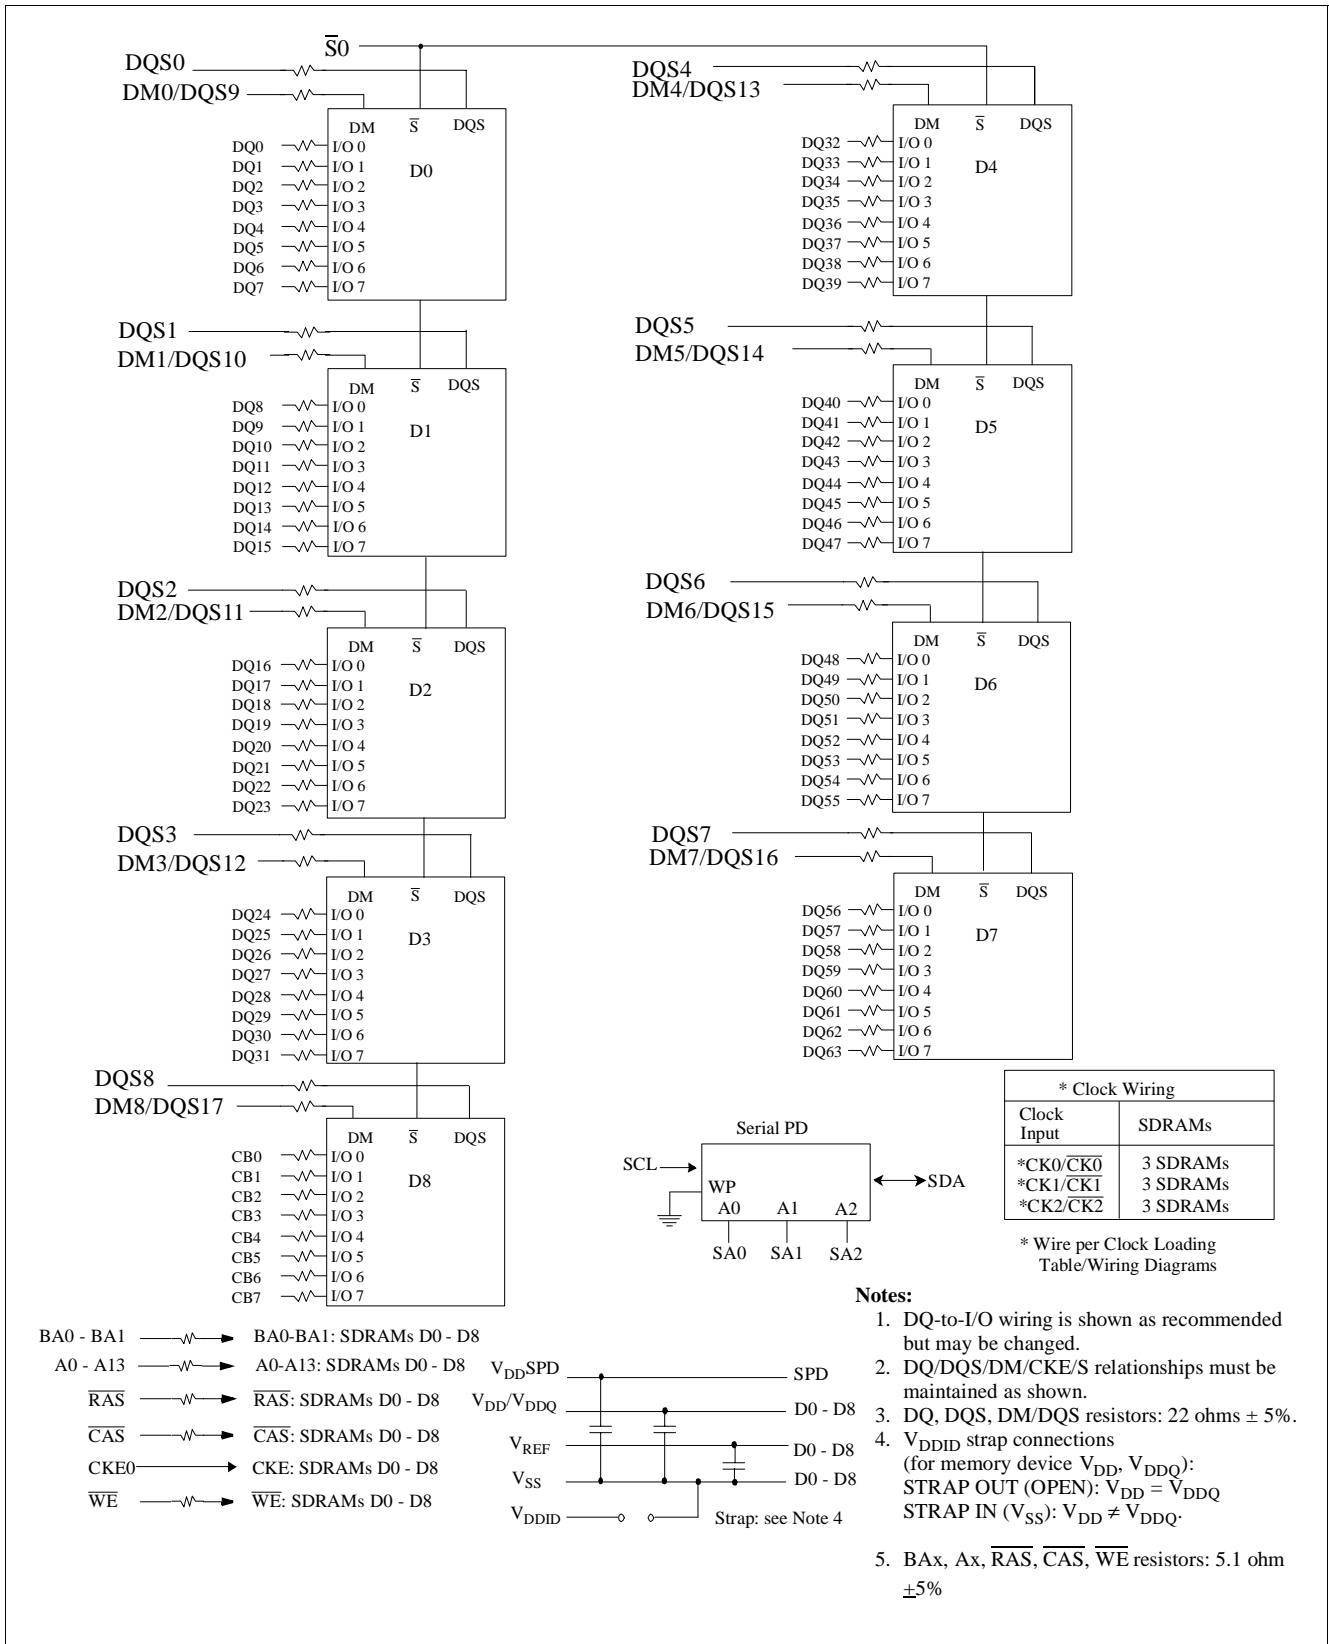 S̅0
DQS0
DM0/DQS9
DM S̅ DQS
D0
DQ0 I/O 0
DQ1 I/O 1
DQ2 I/O 2
DQ3 I/O 3
DQ4 I/O 4
DQ5 I/O 5
DQ6 I/O 6
DQ7 I/O 7
DQS1
DM1/DQS10
DM S̅ DQS
D1
DQ8 I/O 0
DQ9 I/O 1
DQ10 I/O 2
DQ11 I/O 3
DQ12 I/O 4
DQ13 I/O 5
DQ14 I/O 6
DQ15 I/O 7
DQS2
DM2/DQS11
DM S̅ DQS
D2
DQ16 I/O 0
DQ17 I/O 1
DQ18 I/O 2
DQ19 I/O 3
DQ20 I/O 4
DQ21 I/O 5
DQ22 I/O 6
DQ23 I/O 7
DQS3
DM3/DQS12
DM S̅ DQS
D3
DQ24 I/O 0
DQ25 I/O 1
DQ26 I/O 2
DQ27 I/O 3
DQ28 I/O 4
DQ29 I/O 5
DQ30 I/O 6
DQ31 I/O 7
DQS8
DM8/DQS17
DM S̅ DQS
D8
CB0 I/O 0
CB1 I/O 1
CB2 I/O 2
CB3 I/O 3
CB4 I/O 4
CB5 I/O 5
CB6 I/O 6
CB7 I/O 7
DQS4
DM4/DQS13
DM S̅ DQS
D4
DQ32 I/O 0
DQ33 I/O 1
DQ34 I/O 2
DQ35 I/O 3
DQ36 I/O 4
DQ37 I/O 5
DQ38 I/O 6
DQ39 I/O 7
DQS5
DM5/DQS14
DM S̅ DQS
D5
DQ40 I/O 0
DQ41 I/O 1
DQ42 I/O 2
DQ43 I/O 3
DQ44 I/O 4
DQ45 I/O 5
DQ46 I/O 6
DQ47 I/O 7
DQS6
DM6/DQS15
DM S̅ DQS
D6
DQ48 I/O 0
DQ49 I/O 1
DQ50 I/O 2
DQ51 I/O 3
DQ52 I/O 4
DQ53 I/O 5
DQ54 I/O 6
DQ55 I/O 7
DQS7
DM7/DQS16
DM S̅ DQS
D7
DQ56 I/O 0
DQ57 I/O 1
DQ58 I/O 2
DQ59 I/O 3
DQ60 I/O 4
DQ61 I/O 5
DQ62 I/O 6
DQ63 I/O 7
Serial PD
SCL
WP
SDA
A0 A1 A2
SA0 SA1 SA2
* Clock Wiring
Clock Input SDRAMs
*CK0/C̅K̅0̅ 3 SDRAMs
*CK1/C̅K̅1̅ 3 SDRAMs
*CK2/C̅K̅2̅ 3 SDRAMs
* Wire per Clock Loading
Table/Wiring Diagrams
BA0 - BA1 BA0-BA1: SDRAMs D0 - D8
A0 - A13 A0-A13: SDRAMs D0 - D8
R̅A̅S̅ R̅A̅S̅: SDRAMs D0 - D8
C̅A̅S̅ C̅A̅S̅: SDRAMs D0 - D8
CKE0 CKE: SDRAMs D0 - D8
W̅E̅ W̅E̅: SDRAMs D0 - D8
VDDSPD SPD
VDD/VDDQ D0 - D8
VREF D0 - D8
VSS D0 - D8
VDDID Strap: see Note 4
Notes:
1. DQ-to-I/O wiring is shown as recommended
but may be changed.
2. DQ/DQS/DM/CKE/S relationships must be
maintained as shown.
3. DQ, DQS, DM/DQS resistors: 22 ohms ± 5%.
4. VDDID strap connections
(for memory device VDD, VDDQ):
STRAP OUT (OPEN): VDD = VDDQ
STRAP IN (VSS): VDD ≠ VDDQ.
5. BAx, Ax, R̅A̅S̅, C̅A̅S̅, W̅E̅ resistors: 5.1 ohm
±5%